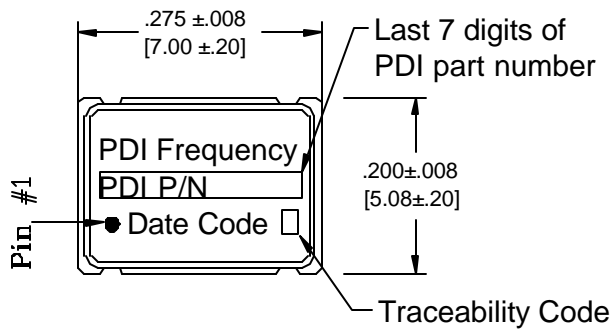 .275 ±.008
[7.00 ±.20]
Last 7 digits of
PDI part number
PDI Frequency
PDI P/N
Date Code
Pin #1
.200±.008
[5.08±.20]
Traceability Code